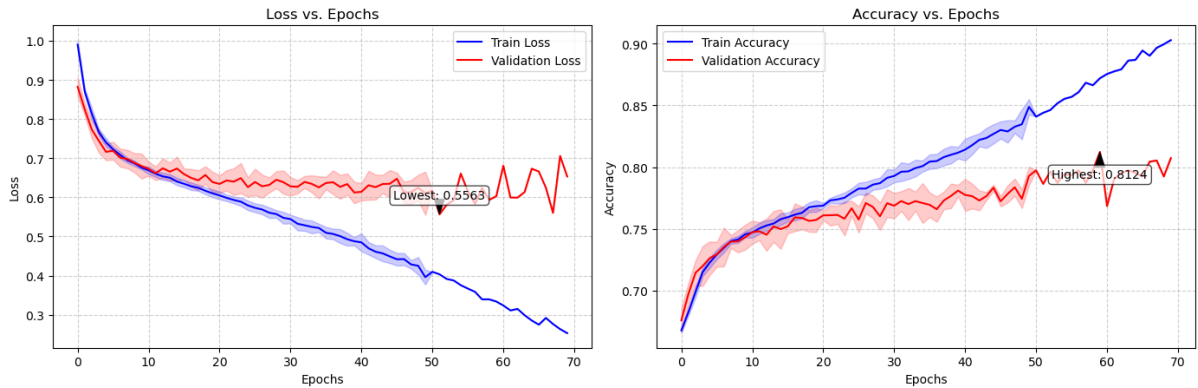 Loss vs. Epochs
1.0
0.9
0.8
0.7
0.6
0.5
0.4
0.3
Loss
Train Loss
Validation Loss
Lowest: 0.5563
0 10 20 30 40 50 60 70
Epochs
Accuracy vs. Epochs
0.90
0.85
0.80
0.75
0.70
Accuracy
Train Accuracy
Validation Accuracy
Highest: 0.8124
0 10 20 30 40 50 60 70
Epochs